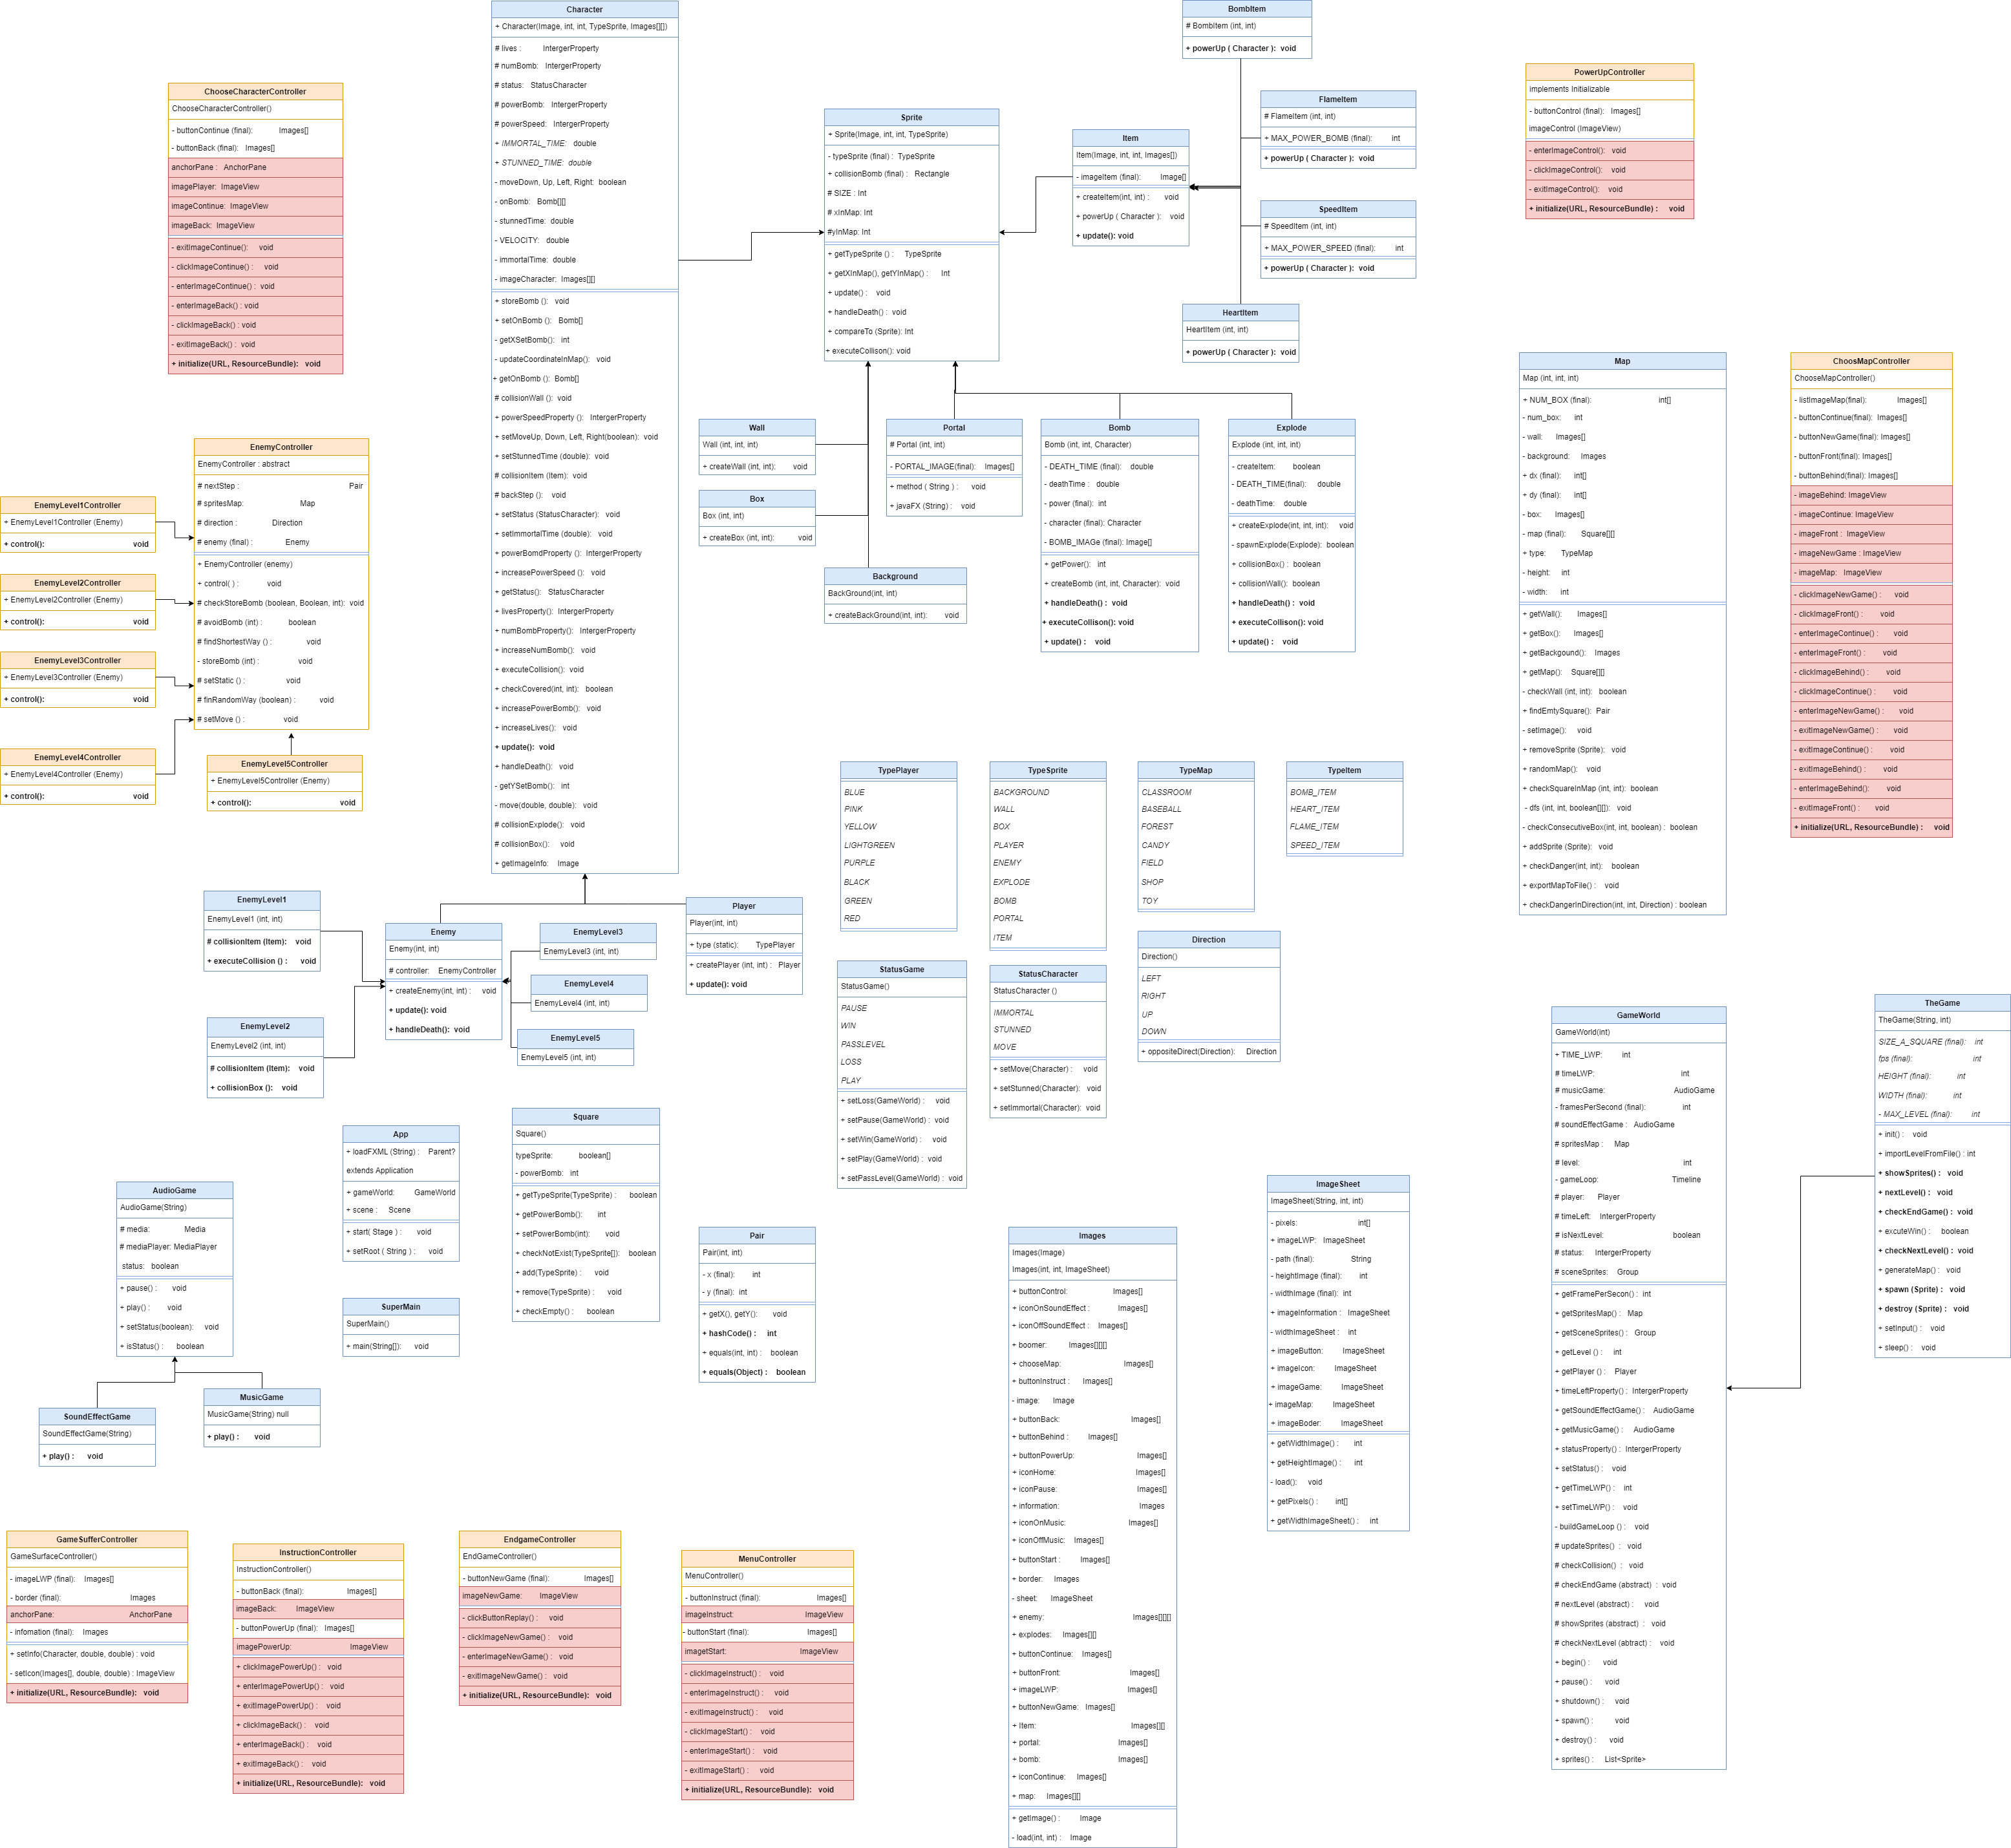 Character
+ Character(Image, int, int, TypeSprite, Images[][])
# lives : IntergerProperty
# numBomb: IntergerProperty
# status: StatusCharacter
# powerBomb: IntergerProperty
# powerSpeed: IntergerProperty
+ IMMORTAL_TIME: double
+ STUNNED_TIME: double
- moveDown, Up, Left, Right: boolean
- onBomb: Bomb[][]
- stunnedTime: double
- VELOCITY: double
- immortalTime: double
- imageCharacter: Images[][]
+ storeBomb (): void
+ setOnBomb (): Bomb[]
- getXSetBomb(): int
- updateCoordinateInMap(): void
+ getOnBomb (): Bomb[]
# collisionWall (): void
+ powerSpeedProperty (): IntergerProperty
+ setMoveUp, Down, Left, Right(boolean): void
+ setStunnedTime (double): void
# collisionItem (Item): void
# backStep (): void
+ setStatus (StatusCharacter): void
+ setImmortalTime (double): void
+ powerBomdProperty (): IntergerProperty
+ increasePowerSpeed (): void
+ getStatus(): StatusCharacter
+ livesProperty(): IntergerProperty
+ numBombProperty(): IntergerProperty
+ increaseNumBomb(): void
+ executeCollision(): void
+ checkCovered(int, int): boolean
+ increasePowerBomb(): void
+ increaseLives(): void
+ update(): void
+ handleDeath(): void
- getYSetBomb(): int
- move(double, double): void
# collisionExplode(): void
# collisionBox(): void
+ getImageInfo: Image
BombItem
# BombItem (int, int)
+ powerUp ( Character ): void
ChooseCharacterController
ChooseCharacterController()
- buttonContinue (final): Images[]
- buttonBack (final): Images[]
anchorPane : AnchorPane
imagePlayer: ImageView
imageContinue: ImageView
imageBack: ImageView
- exitImageContinue(): void
- clickImageContinue() : void
- enterImageContinue() : void
- enterImageBack() : void
- clickImageBack() : void
- exitImageBack() : void
+ initialize(URL, ResourceBundle): void
Sprite
+ Sprite(Image, int, int, TypeSprite)
- typeSprite (final) : TypeSprite
+ collisionBomb (final) : Rectangle
# SIZE : Int
# xInMap: Int
#yInMap: Int
+ getTypeSprite () : TypeSprite
+ getXInMap(), getYInMap() : Int
+ update() : void
+ handleDeath() : void
+ compareTo (Sprite): Int
+ executeCollison(): void
Item
Item(Image, int, int, Images[])
- imageItem (final): Image[]
+ createItem(int, int) : void
+ powerUp ( Character ): void
+ update(): void
FlameItem
# FlameItem (int, int)
+ MAX_POWER_BOMB (final): int
+ powerUp ( Character ): void
SpeedItem
# SpeedItem (int, int)
+ MAX_POWER_SPEED (final): int
+ powerUp ( Character ): void
HeartItem
HeartItem (int, int)
+ powerUp ( Character ): void
PowerUpController
implements Initializable
- buttonControl (final): Images[]
imageControl (ImageView)
- enterImageControl(): void
- clickImageControl(): void
- exitImageControl(): void
+ initialize(URL, ResourceBundle) : void
Map
Map (int, int, int)
+ NUM_BOX (final): int[]
- num_box: int
- wall: Images[]
- background: Images
+ dx (final): int[]
+ dy (final): int[]
- box: Images[]
- map (final): Square[][]
+ type: TypeMap
- height: int
- width: int
+ getWall(): Images[]
+ getBox(): Images[]
+ getBackgound(): Images
+ getMap(): Square[][]
- checkWall (int, int): boolean
+ findEmtySquare(): Pair
- setImage(): void
+ removeSprite (Sprite): void
+ randomMap(): void
+ checkSquareInMap (int, int): boolean
- dfs (int, int, boolean[][]): void
- checkConsecutiveBox(int, int, boolean) : boolean
+ addSprite (Sprite): void
+ checkDanger(int, int): boolean
+ exportMapToFile() : void
+ checkDangerInDirection(int, int, Direction) : boolean
ChoosMapController
ChooseMapController()
- listImageMap(final): Images[]
- buttonContinue(final): Images[]
- buttonNewGame(final): Images[]
- buttonFront(final): Images[]
- buttonBehind(final): Images[]
- imageBehind: ImageView
- imageContinue: ImageView
- imageFront : ImageView
- imageNewGame : ImageView
- imageMap: ImageView
- clickImageNewGame() : void
- clickImageFront() : void
- enterImageContinue() : void
- enterImageFront() : void
- clickImageBehind() : void
- clickImageContinue() : void
- enterImageNewGame() : void
- exitImageNewGame() : void
- exitImageContinue() : void
- exitImageBehind() : void
- enterImageBehind(): void
- exitImageFront() : void
+ initialize(URL, ResourceBundle) : void
Wall
Wall (int, int, int)
+ createWall (int, int): void
Box
Box (int, int)
+ createBox (int, int): void
Background
BackGround(int, int)
+ createBackGround(int, int): void
Portal
# Portal (int, int)
- PORTAL_IMAGE(final): Images[]
+ method ( String ) : void
+ javaFX (String) : void
Bomb
Bomb (int, int, Character)
- DEATH_TIME (final): double
- deathTime : double
- power (final): int
- character (final): Character
- BOMB_IMAGe (final): Image[]
+ getPower(): int
+ createBomb (int, int, Character): void
+ handleDeath() : void
+ executeCollison(): void
+ update() : void
Explode
Explode (int, int, int)
- createItem: boolean
- DEATH_TIME(final): double
- deathTime: double
+ createExplode(int, int, int): void
- spawnExplode(Explode): boolean
+ collisionBox() : boolean
+ collisionWall(): boolean
+ handleDeath() : void
+ executeCollison(): void
+ update() : void
EnemyController
EnemyController : abstract
# nextStep : Pair
# spritesMap: Map
# direction : Direction
# enemy (final) : Enemy
+ EnemyController (enemy)
+ control( ) : void
# checkStoreBomb (boolean, Boolean, int): void
# avoidBomb (int) : boolean
# findShortestWay () : void
- storeBomb (int) : void
# setStatic () : void
# finRandomWay (boolean) : void
# setMove () : void
EnemyLevel1Controller
+ EnemyLevel1Controller (Enemy)
+ control(): void
EnemyLevel2Controller
+ EnemyLevel2Controller (Enemy)
+ control(): void
EnemyLevel3Controller
+ EnemyLevel3Controller (Enemy)
+ control(): void
EnemyLevel4Controller
+ EnemyLevel4Controller (Enemy)
+ control(): void
EnemyLevel5Controller
+ EnemyLevel5Controller (Enemy)
+ control(): void
TypePlayer
BLUE
PINK
YELLOW
LIGHTGREEN
PURPLE
BLACK
GREEN
RED
TypeSprite
BACKGROUND
WALL
BOX
PLAYER
ENEMY
EXPLODE
BOMB
PORTAL
ITEM
TypeMap
CLASSROOM
BASEBALL
FOREST
CANDY
FIELD
SHOP
TOY
TypeItem
BOMB_ITEM
HEART_ITEM
FLAME_ITEM
SPEED_ITEM
EnemyLevel1
EnemyLevel1 (int, int)
# collisionItem (Item): void
+ executeCollision () : void
EnemyLevel2
EnemyLevel2 (int, int)
# collisionItem (Item): void
+ collisionBox (): void
Enemy
Enemy(int, int)
# controller: EnemyController
+ createEnemy(int, int) : void
+ update(): void
+ handleDeath(): void
EnemyLevel3
EnemyLevel3 (int, int)
EnemyLevel4
EnemyLevel4 (int, int)
EnemyLevel5
EnemyLevel5 (int, int)
Player
Player(int, int)
+ type (static): TypePlayer
+ createPlayer (int, int) : Player
+ update(): void
StatusGame
StatusGame()
PAUSE
WIN
PASSLEVEL
LOSS
PLAY
+ setLoss(GameWorld) : void
+ setPause(GameWorld) : void
+ setWin(GameWorld) : void
+ setPlay(GameWorld) : void
+ setPassLevel(GameWorld) : void
StatusCharacter
StatusCharacter ()
IMMORTAL
STUNNED
MOVE
+ setMove(Character) : void
+ setStunned(Character): void
+ setImmortal(Character): void
Direction
Direction()
LEFT
RIGHT
UP
DOWN
+ oppositeDirect(Direction): Direction
GameWorld
GameWorld(int)
+ TIME_LWP: int
# timeLWP: int
# musicGame: AudioGame
- framesPerSecond (final): int
# soundEffectGame : AudioGame
# spritesMap : Map
# level: int
- gameLoop: Timeline
# player: Player
# timeLeft: IntergerProperty
# isNextLevel: boolean
# status: IntergerProperty
# sceneSprites: Group
+ getFramePerSecon() : int
+ getSpritesMap() : Map
+ getSceneSprites() : Group
+ getLevel () : int
+ getPlayer () : Player
+ timeLeftProperty() : IntergerProperty
+ getSoundEffectGame() : AudioGame
+ getMusicGame() : AudioGame
+ statusProperty() : IntergerProperty
+ setStatus() : void
+ getTimeLWP() : int
+ setTimeLWP() : void
- buildGameLoop () : void
# updateSprites() : void
# checkCollision() : void
# checkEndGame (abstract) : void
# nextLevel (abstract) : void
# showSprites (abstract) : void
# checkNextLevel (abtract) : void
+ begin() : void
+ pause() : void
+ shutdown() : void
+ spawn() : void
+ destroy() : void
+ sprites() : List<Sprite>
TheGame
TheGame(String, int)
SIZE_A_SQUARE (final): int
fps (final): int
HEIGHT (final): int
WIDTH (final): int
- MAX_LEVEL (final): int
+ init() : void
+ importLevelFromFile() : int
+ showSprites() : void
+ nextLevel() : void
+ checkEndGame() : void
+ excuteWin() : boolean
+ checkNextLevel() : void
+ generateMap() : void
+ spawn (Sprite) : void
+ destroy (Sprite) : void
+ setInput() : void
+ sleep() : void
App
+ loadFXML (String) : Parent?
extends Application
+ gameWorld: GameWorld
+ scene : Scene
+ start( Stage ) : void
+ setRoot ( String ) : void
Square
Square()
typeSprite: boolean[]
- powerBomb: int
+ getTypeSprite(TypeSprite) : boolean
+ getPowerBomb(): int
+ setPowerBomb(int): void
+ checkNotExist(TypeSprite[]): boolean
+ add(TypeSprite) : void
+ remove(TypeSprite) : void
+ checkEmpty() : boolean
AudioGame
AudioGame(String)
# media: Media
# mediaPlayer: MediaPlayer
status: boolean
+ pause() : void
+ play() : void
+ setStatus(boolean): void
+ isStatus() : boolean
SuperMain
SuperMain()
+ main(String[]): void
Pair
Pair(int, int)
- x (final): int
- y (final): int
+ getX(), getY(): void
+ hashCode() : int
+ equals(int, int) : boolean
+ equals(Object) : boolean
SoundEffectGame
SoundEffectGame(String)
+ play() : void
MusicGame
MusicGame(String) null
+ play() : void
Images
Images(Image)
Images(int, int, ImageSheet)
+ buttonControl: Images[]
+ iconOnSoundEffect : Images[]
+ iconOffSoundEffect : Images[]
+ boomer: Images[][][]
+ chooseMap: Images[]
+ buttonInstruct : Images[]
- image: Image
+ buttonBack: Images[]
+ buttonBehind : Images[]
+ buttonPowerUp: Images[]
+ iconHome: Images[]
+ iconPause: Images[]
+ information: Images
+ iconOnMusic: Images[]
+ iconOffMusic: Images[]
+ buttonStart : Images[]
+ border: Images
- sheet: ImageSheet
+ enemy: Images[][][]
+ explodes: Images[][]
+ buttonContinue: Images[]
+ buttonFront: Images[]
+ imageLWP: Images[]
+ buttonNewGame: Images[]
+ Item: Images[][]
+ portal: Images[]
+ bomb: Images[]
+ iconContinue: Images[]
+ map: Images[][]
+ getImage() : Image
- load(int, int) : Image
ImageSheet
ImageSheet(String, int, int)
- pixels: int[]
+ imageLWP: ImageSheet
- path (final): String
- heightImage (final): int
- widthImage (final): int
+ imageInformation : ImageSheet
- widthImageSheet : int
+ imageButton: ImageSheet
+ imageIcon: ImageSheet
+ imageGame: ImageSheet
+ imageMap: ImageSheet
+ imageBoder: ImageSheet
+ getWidthImage() : int
+ getHeightImage() : int
- load(): void
+ getPixels() : int[]
+ getWidthImageSheet() : int
GameSufferController
GameSurfaceController()
- imageLWP (final): Images[]
- border (final): Images
anchorPane: AnchorPane
- infomation (final): Images
+ setInfo(Character, double, double) : void
- setIcon(Images[], double, double) : ImageView
+ initialize(URL, ResourceBundle): void
InstructionController
InstructionController()
- buttonBack (final): Images[]
imageBack: ImageView
- buttonPowerUp (final): Images[]
imagePowerUp: ImageView
+ clickImagePowerUp() : void
+ enterImagePowerUp() : void
+ exitImagePowerUp() : void
+ clickImageBack() : void
+ enterImageBack() : void
+ exitImageBack() : void
+ initialize(URL, ResourceBundle): void
EndgameController
EndGameController()
- buttonNewGame (final): Images[]
imageNewGame: ImageView
- clickButtonReplay() : void
- clickImageNewGame() : void
- enterImageNewGame() : void
- exitImageNewGame() : void
+ initialize(URL, ResourceBundle): void
MenuController
MenuController()
- buttonInstruct (final): Images[]
imageInstruct: ImageView
- buttonStart (final): Images[]
imagetStart: ImageView
- clickImageInstruct() : void
- enterImageInstruct() : void
- exitImageInstruct() : void
- clickImageStart() : void
- enterImageStart() : void
- exitImageStart() : void
+ initialize(URL, ResourceBundle): void